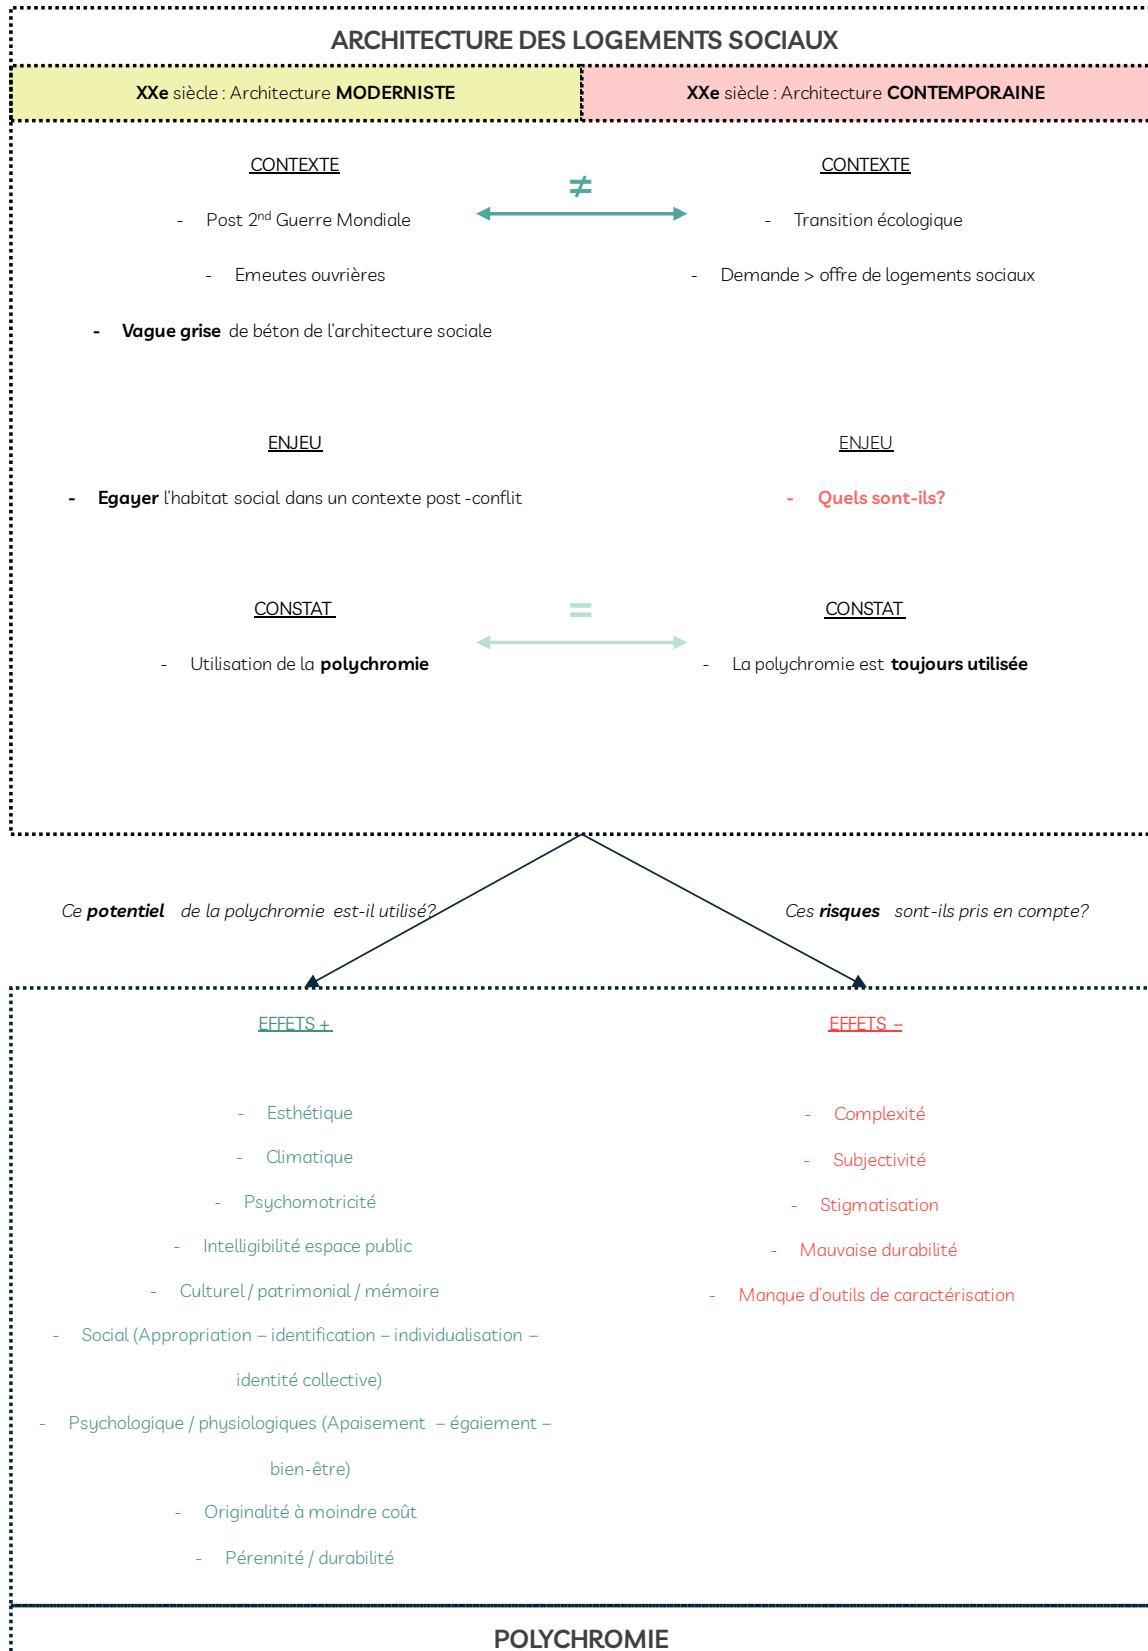 ARCHITECTURE DES LOGEMENTS SOCIAUX
XXe siècle : Architecture MODERNISTE
XXe siècle : Architecture CONTEMPORAINE
CONTEXTE
- Post 2nd Guerre Mondiale
- Emeutes ouvrières
- Vague grise de béton de l'architecture sociale
≠
CONTEXTE
- Transition écologique
- Demande > offre de logements sociaux
ENJEU
- Egayer l'habitat social dans un contexte post-conflit
ENJEU
- Quels sont-ils?
CONSTAT
- Utilisation de la polychromie
=
CONSTAT
- La polychromie est toujours utilisée
Ce potentiel de la polychromie est-il utilisé?
Ces risques sont-ils pris en compte?
EFFETS +
- Esthétique
- Climatique
- Psychomotricité
- Intelligibilité espace public
- Culturel / patrimonial / mémoire
- Social (Appropriation – identification – individualisation –
identité collective)
- Psychologique / physiologiques (Apaisement – égaiement –
bien-être)
- Originalité à moindre coût
- Pérennité / durabilité
EFFETS –
- Complexité
- Subjectivité
- Stigmatisation
- Mauvaise durabilité
- Manque d'outils de caractérisation
POLYCHROMIE